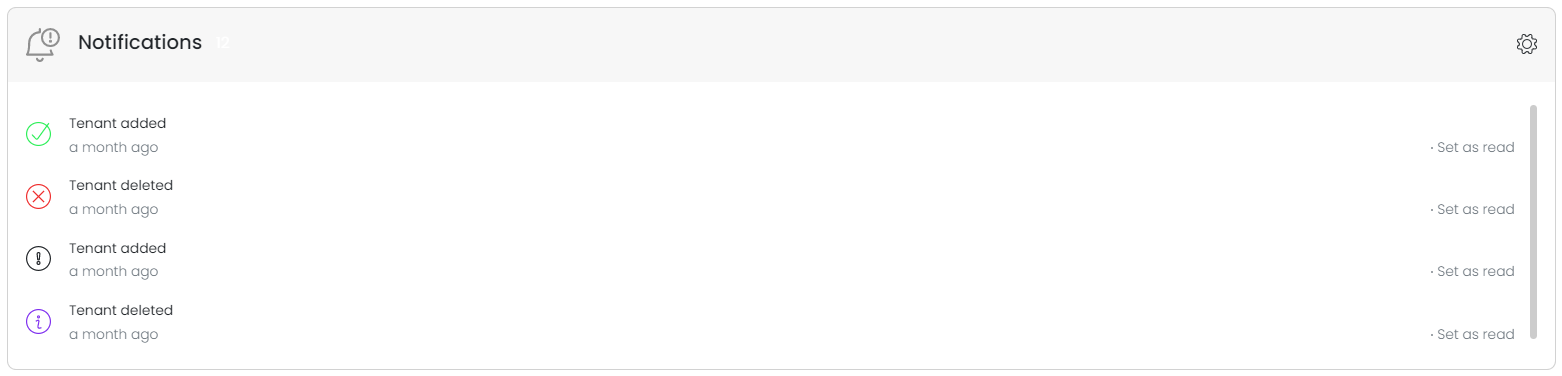 Notifications 12
Tenant added
a month ago · Set as read
Tenant deleted
a month ago · Set as read
Tenant added
a month ago · Set as read
Tenant deleted
a month ago · Set as read